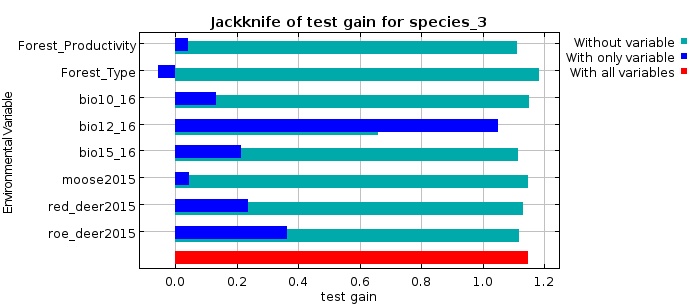 Jackknife of test gain for species_3
Without variable
With only variable
With all variables
Environmental Variable
Forest_Productivity
Forest_Type
bio10_16
bio12_16
bio15_16
moose2015
red_deer2015
roe_deer2015
0.0 0.2 0.4 0.6 0.8 1.0 1.2
test gain